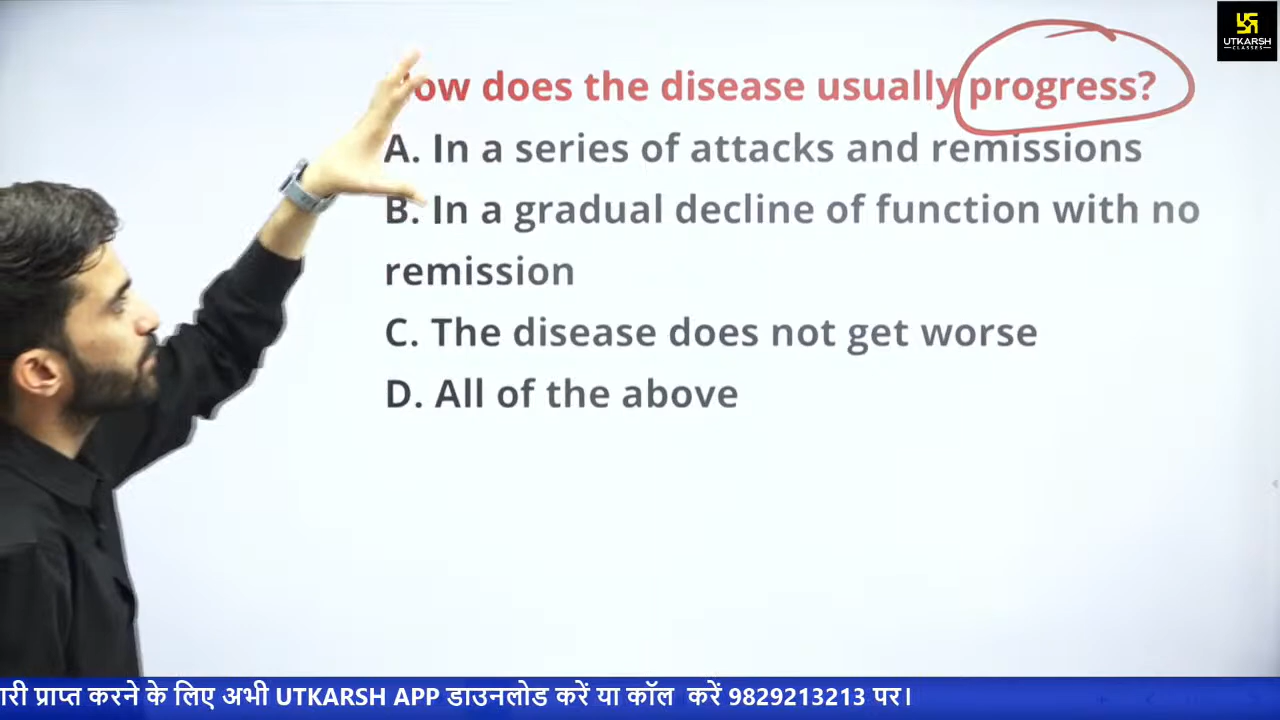 UTKARSH
CLASSES
ow does the disease usually progress?
A. In a series of attacks and remissions
B. In a gradual decline of function with no
remission
C. The disease does not get worse
D. All of the above
ारी प्राप्त करने के लिए अभी UTKARSH APP डाउनलोड करें या कॉल करें 9829213213 पर।